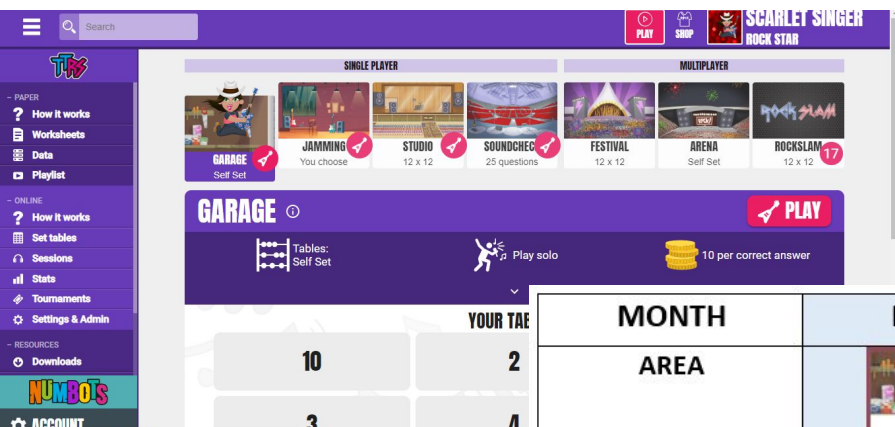 Search
PLAY
SHOP
SCARLET SINGER
ROCK STAR
TTRS
- PAPER
? How it works
Worksheets
Data
Playlist
- ONLINE
? How it works
Set tables
Sessions
Stats
Tournaments
Settings & Admin
- RESOURCES
Downloads
NUMBOTS
ACCOUNT
SINGLE PLAYER
MULTIPLAYER
GARAGE
Self Set
JAMMING
You choose
STUDIO
12 x 12
SOUNDCHEC
25 questions
FESTIVAL
12 x 12
ARENA
Self Set
ROCK SLAM
ROCKSLAM
12 x 12
17
GARAGE
PLAY
Tables:
Self Set
Play solo
10 per correct answer
YOUR TAB
10
2
3
4
MONTH
AREA